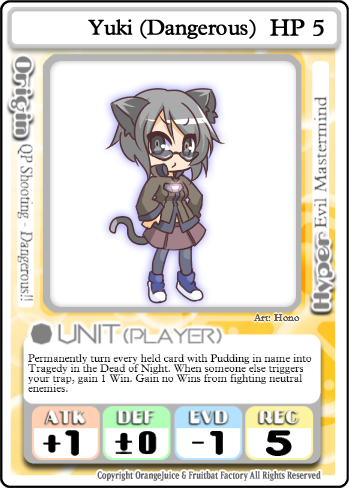 Yuki (Dangerous) HP 5
Origin
QP Shooting - Dangerous!!
Hyper Evil Mastermind
Art: Hono
UNIT(PLAYER)
Permanently turn every held card with Pudding in name into
Tragedy in the Dead of Night. When someone else triggers
your trap, gain 1 Win. Gain no Wins from fighting neutral
enemies.
ATK DEF EVD REC
+1 ±0 -1 5
Copyright OrangeJuice & Fruitbat Factory All Rights Reserved